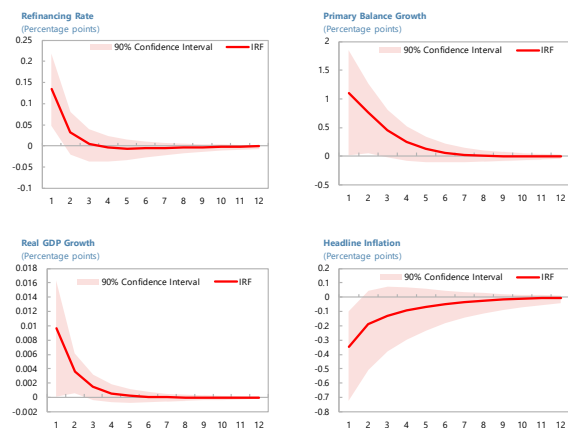 Refinancing Rate
(Percentage points)
0.25
0.2
0.15
0.1
0.05
0
-0.05
-0.1
90% Confidence Interval IRF
1 2 3 4 5 6 7 8 9 10 11 12
Primary Balance Growth
(Percentage points)
2
1.5
1
0.5
0
-0.5
90% Confidence Interval IRF
1 2 3 4 5 6 7 8 9 10 11 12
Real GDP Growth
(Percentage points)
0.018
0.016
0.014
0.012
0.01
0.008
0.006
0.004
0.002
0
-0.002
90% Confidence Interval IRF
1 2 3 4 5 6 7 8 9 10 11 12
Headline Inflation
(Percentage points)
0.2
0.1
0
-0.1
-0.2
-0.3
-0.4
-0.5
-0.6
-0.7
-0.8
90% Confidence Interval IRF
1 2 3 4 5 6 7 8 9 10 11 12